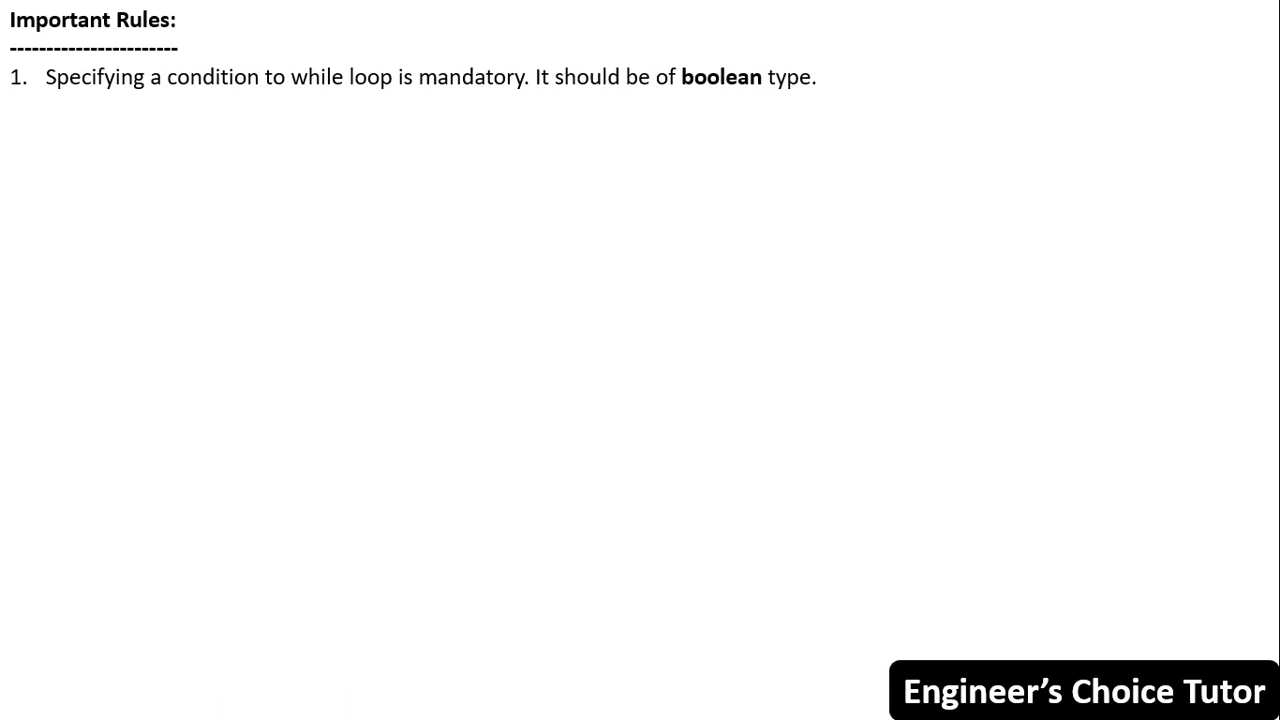 Important Rules:
-----------------------
1. Specifying a condition to while loop is mandatory. It should be of boolean type.
Engineer’s Choice Tutor